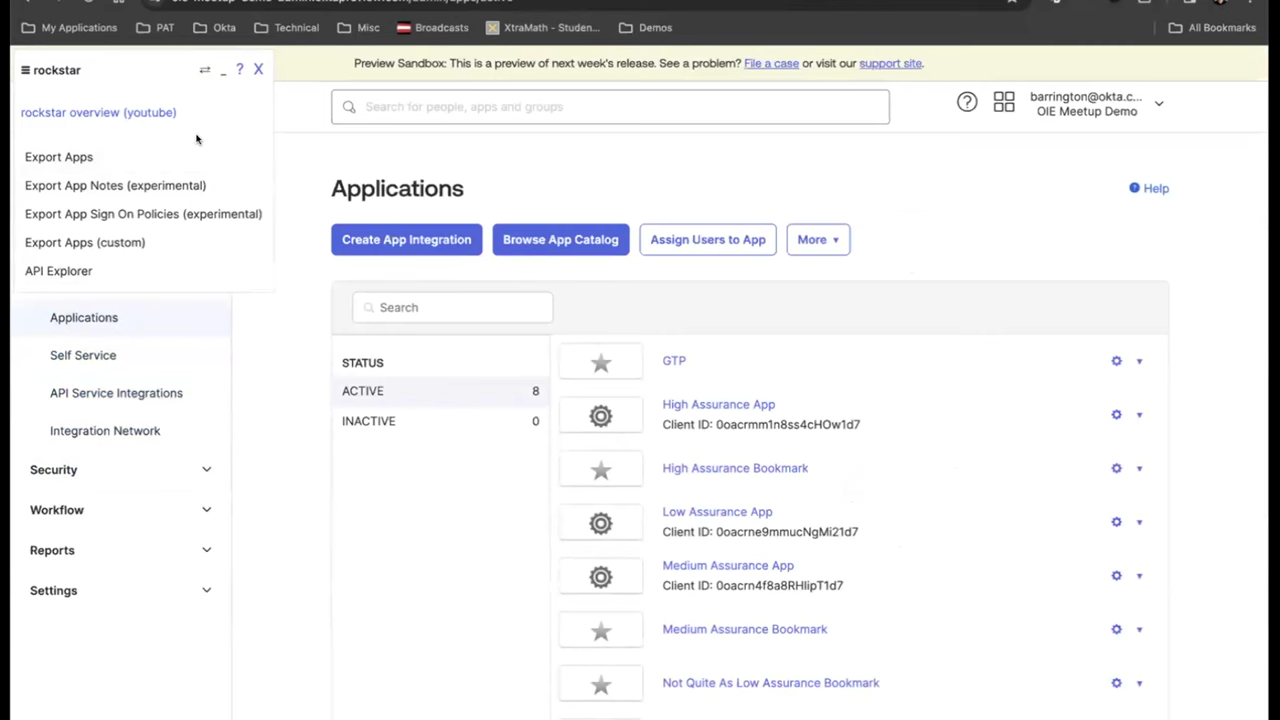 My Applications
PAT
Okta
Technical
Misc
Broadcasts
XtraMath - Studen...
Demos
All Bookmarks
rockstar
? X
rockstar overview (youtube)
Export Apps
Export App Notes (experimental)
Export App Sign On Policies (experimental)
Export Apps (custom)
API Explorer
Applications
Self Service
API Service Integrations
Integration Network
Security
Workflow
Reports
Settings
Preview Sandbox: This is a preview of next week's release. See a problem? File a case or visit our support site.
Search for people, apps and groups
barrington@okta.c...
OIE Meetup Demo
Applications
Help
Create App Integration
Browse App Catalog
Assign Users to App
More
Search
STATUS
ACTIVE 8
INACTIVE 0
GTP
High Assurance App
Client ID: 0oacrmm1n8ss4cHOw1d7
High Assurance Bookmark
Low Assurance App
Client ID: 0oacrne9mmucNgMi21d7
Medium Assurance App
Client ID: 0oacrn4f8a8RHIipT1d7
Medium Assurance Bookmark
Not Quite As Low Assurance Bookmark